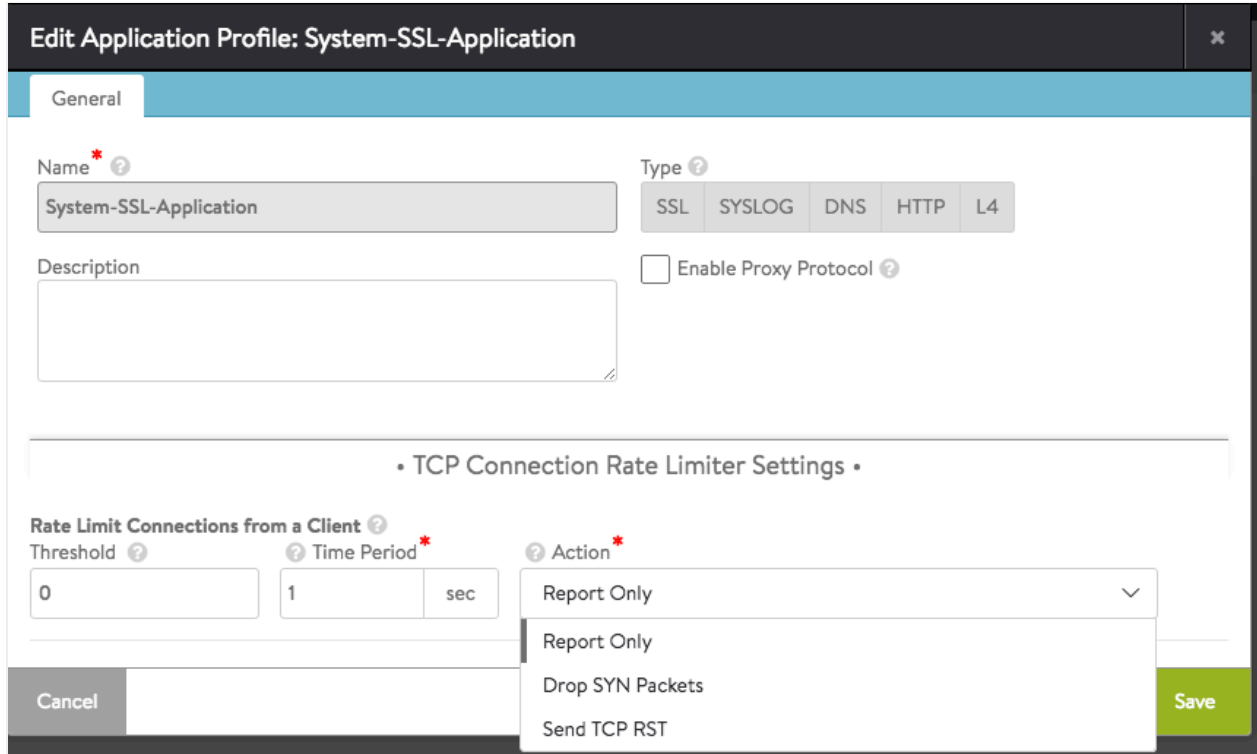 Edit Application Profile: System-SSL-Application ×
General
Name* ?
Type ?
System-SSL-Application
SSL SYSLOG DNS HTTP L4
Description
Enable Proxy Protocol ?
• TCP Connection Rate Limiter Settings •
Rate Limit Connections from a Client ?
Threshold ? ? Time Period* ? Action*
0 1 sec Report Only
Report Only
Drop SYN Packets
Send TCP RST
Cancel Save